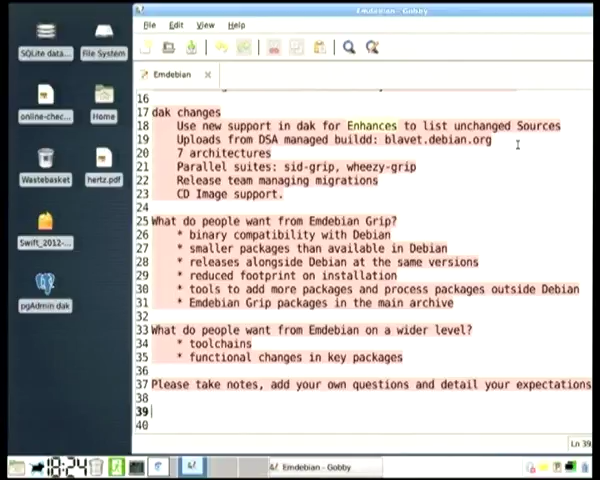 Emdebian - Gobby
File Edit View Help
Emdebian
16
17 dak changes
18 Use new support in dak for Enhances to list unchanged Sources
19 Uploads from DSA managed buildd: blavet.debian.org
20 7 architectures
21 Parallel suites: sid-grip, wheezy-grip
22 Release team managing migrations
23 CD Image support.
24
25 What do people want from Emdebian Grip?
26 * binary compatibility with Debian
27 * smaller packages than available in Debian
28 * releases alongside Debian at the same versions
29 * reduced footprint on installation
30 * tools to add more packages and process packages outside Debian
31 * Emdebian Grip packages in the main archive
32
33 What do people want from Emdebian on a wider level?
34 * toolchains
35 * functional changes in key packages
36
37 Please take notes, add your own questions and detail your expectations
38
39
40
Ln 39
SQLite data...
File System
online-chec...
Home
Wastebasket
hertz.pdf
Swift_2012-...
pgAdmin dak
18:24
Emdebian - Gobby